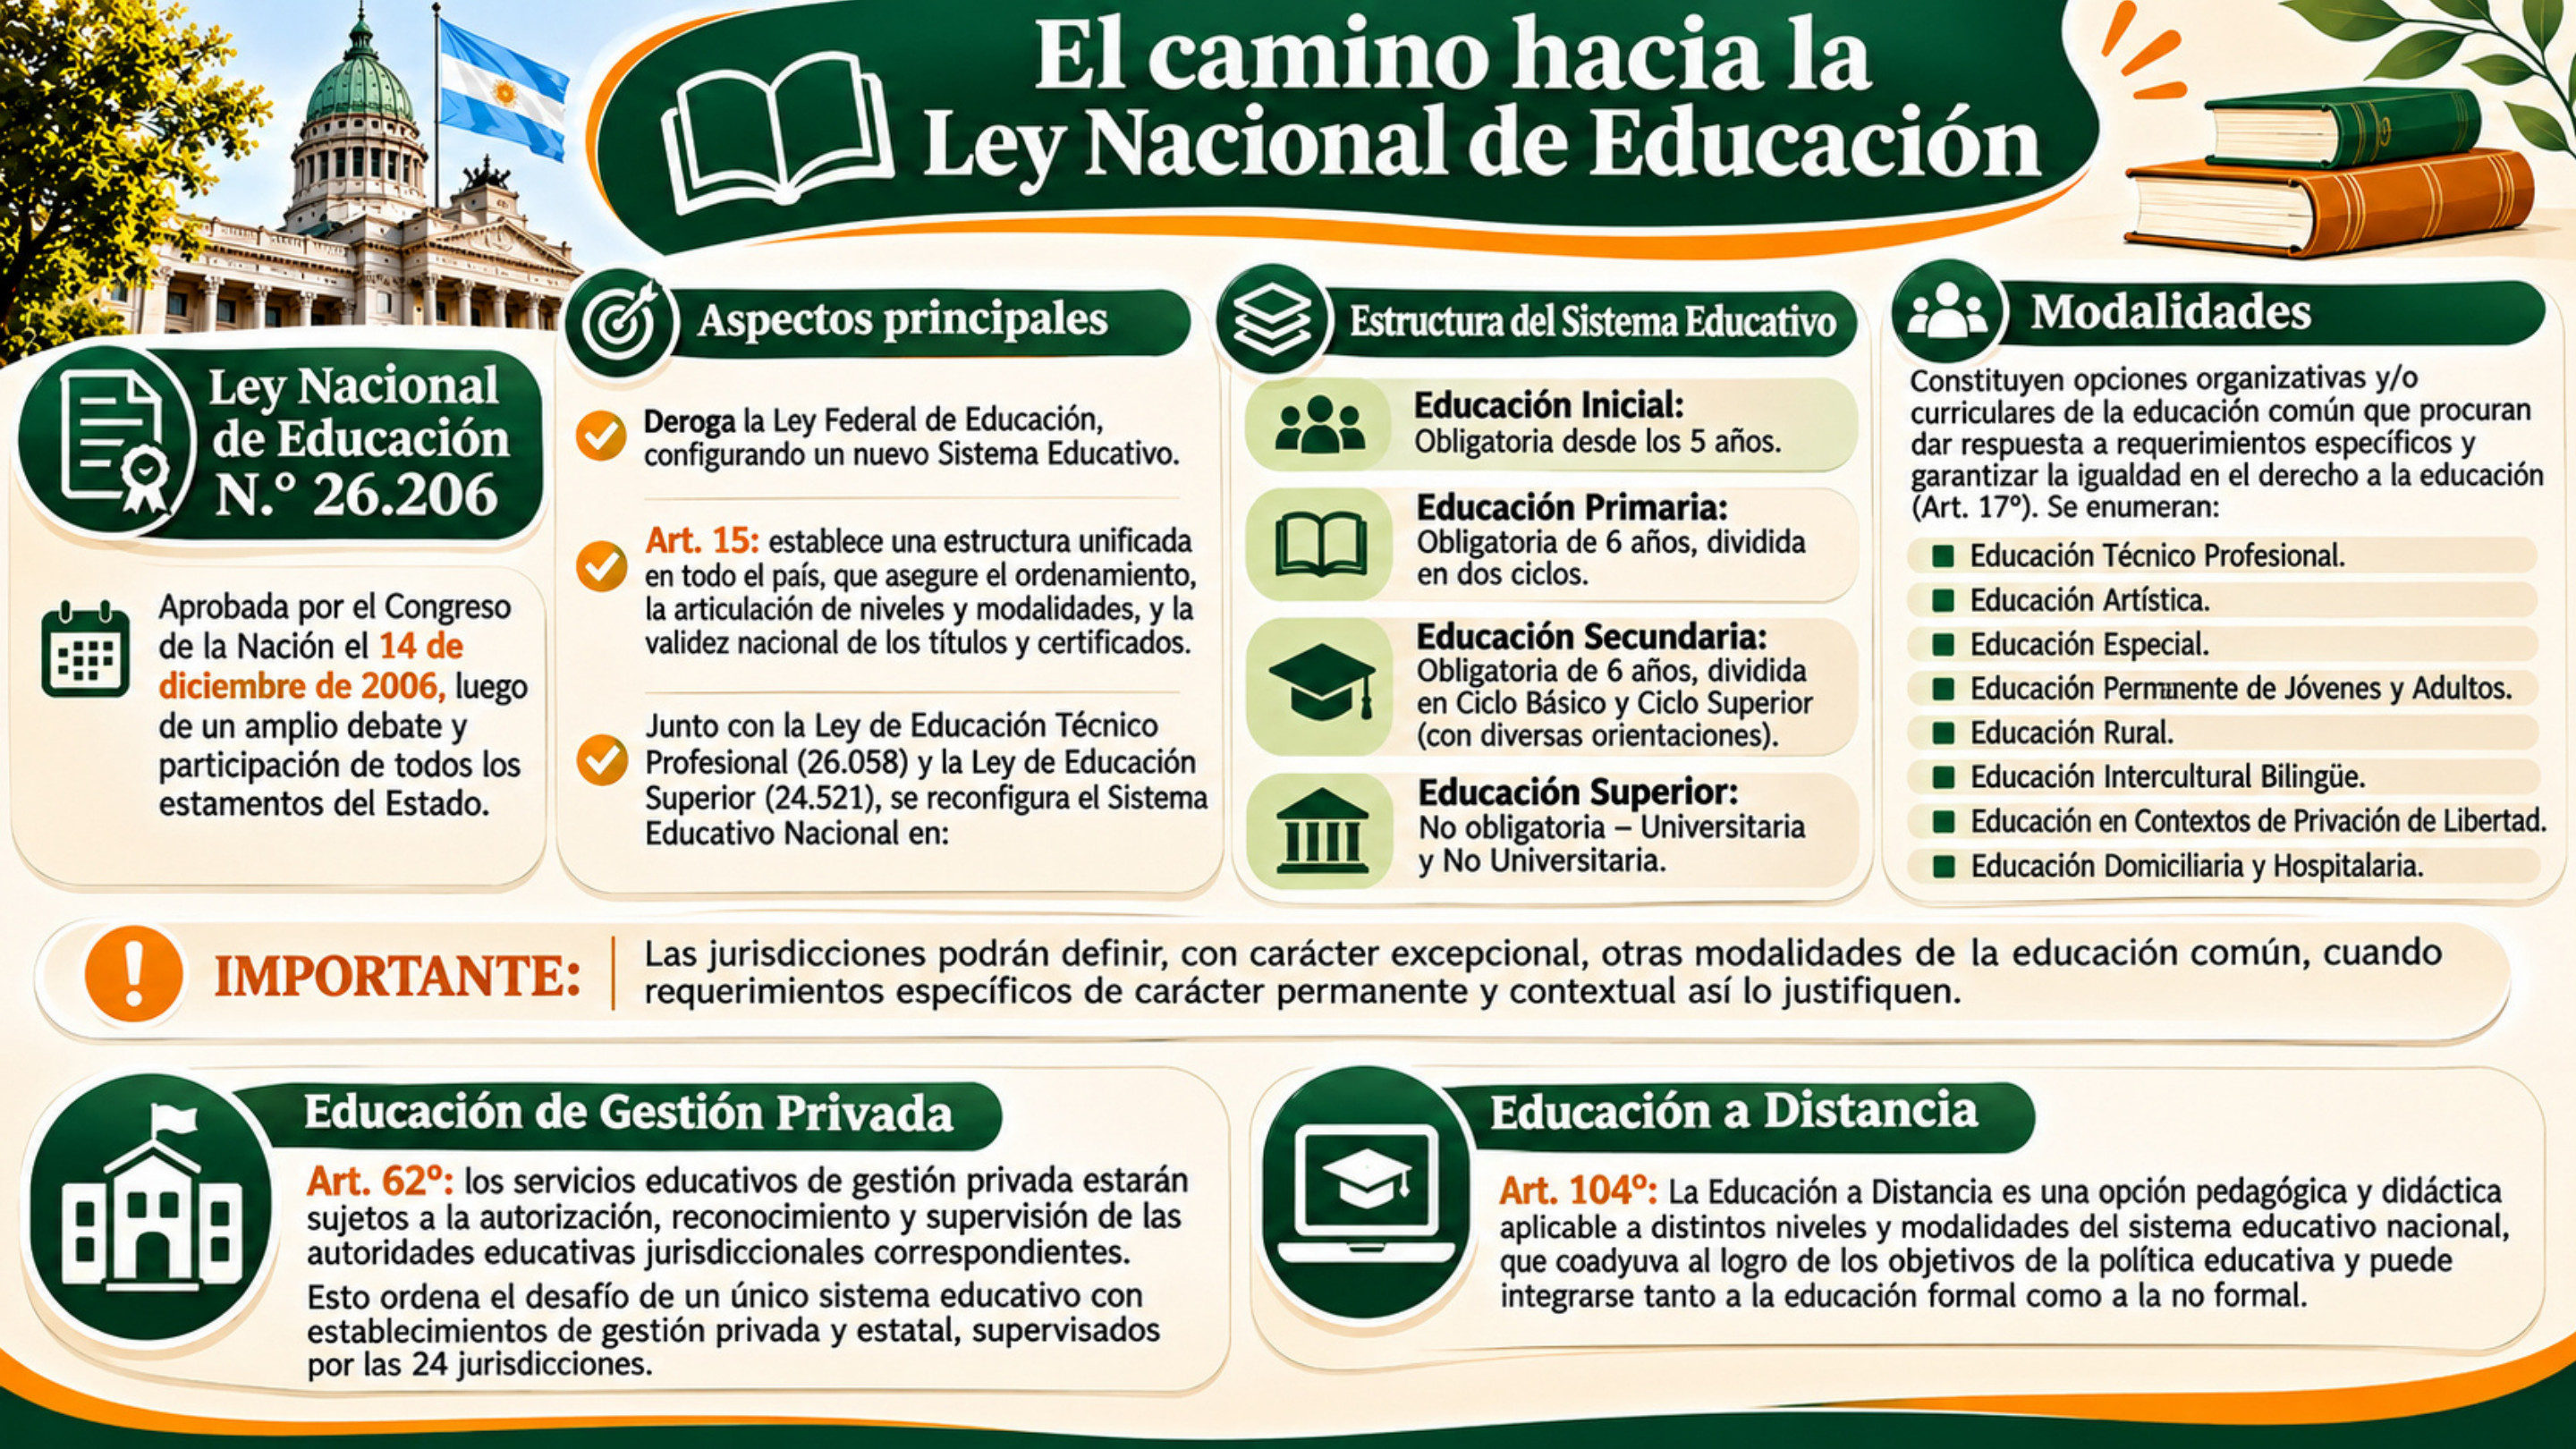 El camino hacia la
Ley Nacional de Educación
Ley Nacional
de Educación
N.° 26.206
Aprobada por el Congreso
de la Nación el 14 de
diciembre de 2006, luego
de un amplio debate y
participación de todos los
estamentos del Estado.
Aspectos principales
Deroga la Ley Federal de Educación,
configurando un nuevo Sistema Educativo.
Art. 15: establece una estructura unificada
en todo el país, que asegure el ordenamiento,
la articulación de niveles y modalidades, y la
validez nacional de los títulos y certificados.
Junto con la Ley de Educación Técnico
Profesional (26.058) y la Ley de Educación
Superior (24.521), se reconfigura el Sistema
Educativo Nacional en:
Estructura del Sistema Educativo
Educación Inicial:
Obligatoria desde los 5 años.
Educación Primaria:
Obligatoria de 6 años, dividida
en dos ciclos.
Educación Secundaria:
Obligatoria de 6 años, dividida
en Ciclo Básico y Ciclo Superior
(con diversas orientaciones).
Educación Superior:
No obligatoria – Universitaria
y No Universitaria.
Modalidades
Constituyen opciones organizativas y/o
curriculares de la educación común que procuran
dar respuesta a requerimientos específicos y
garantizar la igualdad en el derecho a la educación
(Art. 17º). Se enumeran:
Educación Técnico Profesional.
Educación Artística.
Educación Especial.
Educación Permanente de Jóvenes y Adultos.
Educación Rural.
Educación Intercultural Bilingüe.
Educación en Contextos de Privación de Libertad.
Educación Domiciliaria y Hospitalaria.
IMPORTANTE:
Las jurisdicciones podrán definir, con carácter excepcional, otras modalidades de la educación común, cuando
requerimientos específicos de carácter permanente y contextual así lo justifiquen.
Educación de Gestión Privada
Art. 62º: los servicios educativos de gestión privada estarán
sujetos a la autorización, reconocimiento y supervisión de las
autoridades educativas jurisdiccionales correspondientes.
Esto ordena el desafío de un único sistema educativo con
establecimientos de gestión privada y estatal, supervisados
por las 24 jurisdicciones.
Educación a Distancia
Art. 104º: La Educación a Distancia es una opción pedagógica y didáctica
aplicable a distintos niveles y modalidades del sistema educativo nacional,
que coadyuva al logro de los objetivos de la política educativa y puede
integrarse tanto a la educación formal como a la no formal.